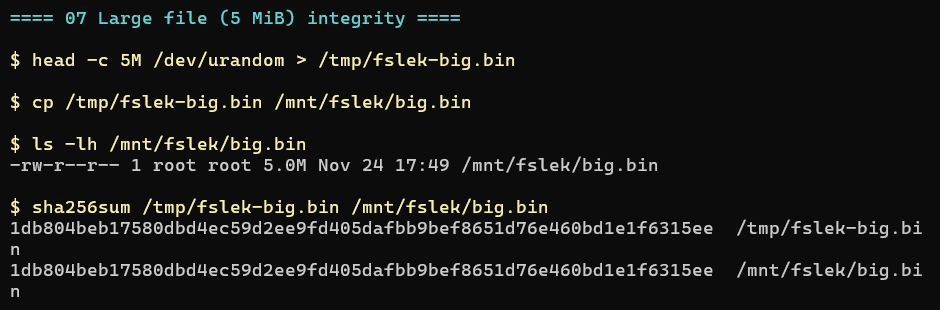 ==== 07 Large file (5 MiB) integrity ====
$ head -c 5M /dev/urandom > /tmp/fslek-big.bin
$ cp /tmp/fslek-big.bin /mnt/fslek/big.bin
$ ls -lh /mnt/fslek/big.bin
-rw-r--r-- 1 root root 5.0M Nov 24 17:49 /mnt/fslek/big.bin
$ sha256sum /tmp/fslek-big.bin /mnt/fslek/big.bin
1db804beb17580dbd4ec59d2ee9fd405dafbb9bef8651d76e460bd1e1f6315ee  /tmp/fslek-big.bi
n
1db804beb17580dbd4ec59d2ee9fd405dafbb9bef8651d76e460bd1e1f6315ee  /mnt/fslek/big.bi
n